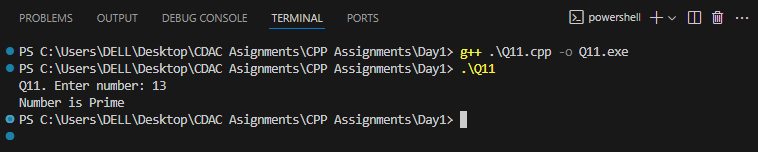 PROBLEMS OUTPUT DEBUG CONSOLE TERMINAL PORTS powershell
PS C:\Users\DELL\Desktop\CDAC Asignments\CPP Assignments\Day1> g++ .\Q11.cpp -o Q11.exe
PS C:\Users\DELL\Desktop\CDAC Asignments\CPP Assignments\Day1> .\Q11
Q11. Enter number: 13
Number is Prime
PS C:\Users\DELL\Desktop\CDAC Asignments\CPP Assignments\Day1>